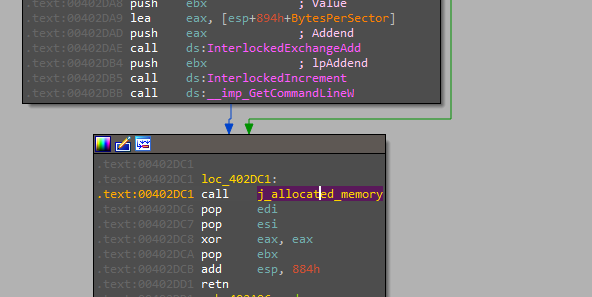 .text:00402DA8 push ebx ; Value
.text:00402DA9 lea eax, [esp+894h+BytesPerSector]
.text:00402DAD push eax ; Addend
.text:00402DAE call ds:InterlockedExchangeAdd
.text:00402DB4 push ebx ; lpAddend
.text:00402DB5 call ds:InterlockedIncrement
.text:00402DBB call ds:__imp_GetCommandLineW
.text:00402DC1
.text:00402DC1 loc_402DC1:
.text:00402DC1 call j_allocated_memory
.text:00402DC6 pop edi
.text:00402DC7 pop esi
.text:00402DC8 xor eax, eax
.text:00402DCA pop ebx
.text:00402DCB add esp, 884h
.text:00402DD1 retn